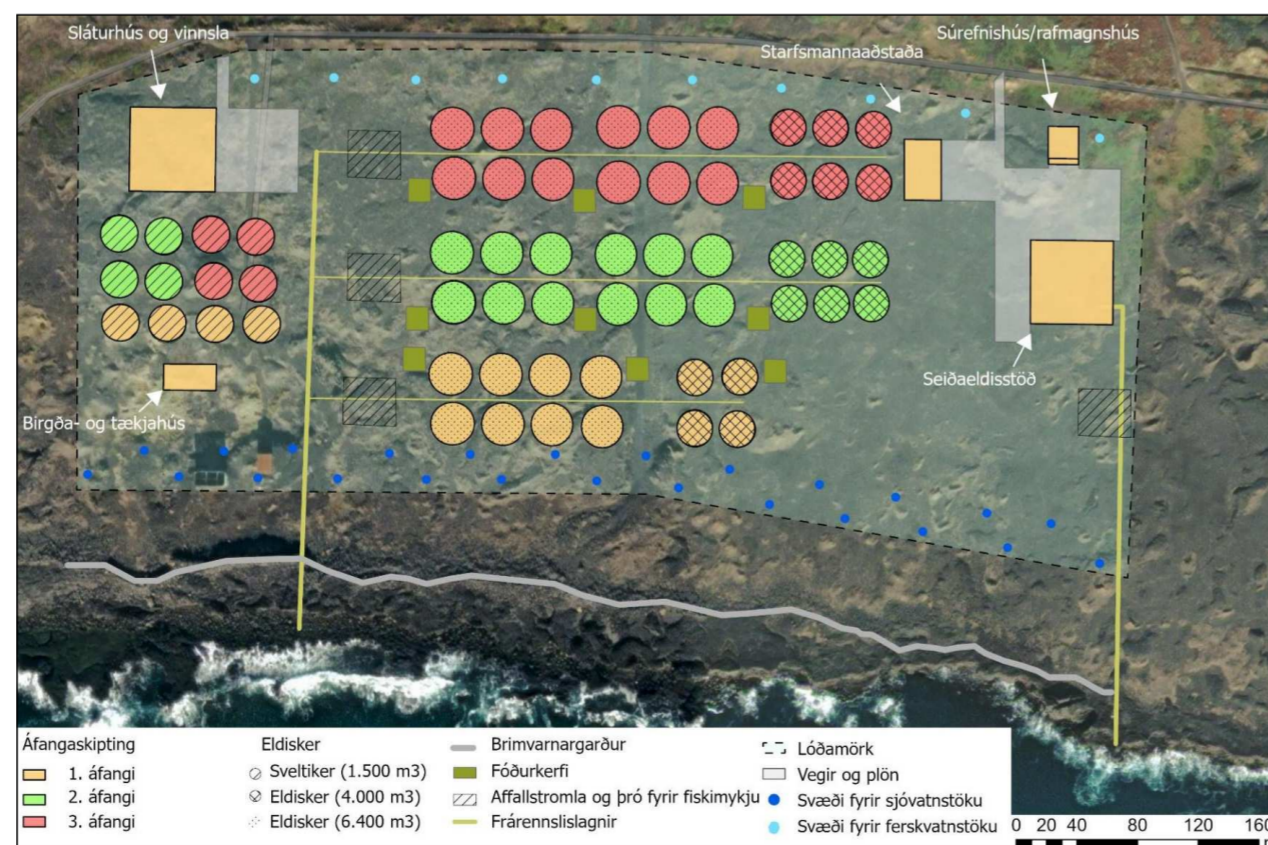 Sláturhús og vinnsla
Súrefnishús/rafmagnshús
Starfsmannaaðstaða
Seiðaeldisstöð
Birgða- og tækjahús
Áfangaskipting
1. áfangi
2. áfangi
3. áfangi
Eldisker
Sveltiker (1.500 m3)
Eldisker (4.000 m3)
Eldisker (6.400 m3)
Brimvarnargarður
Fóðurkerfi
Affallstromla og þró fyrir fiskimykju
Frárennslislagnir
Lóðamörk
Vegir og plön
Svæði fyrir sjóvatnstöku
Svæði fyrir ferskvatnstöku
0 20 40 80 120 160